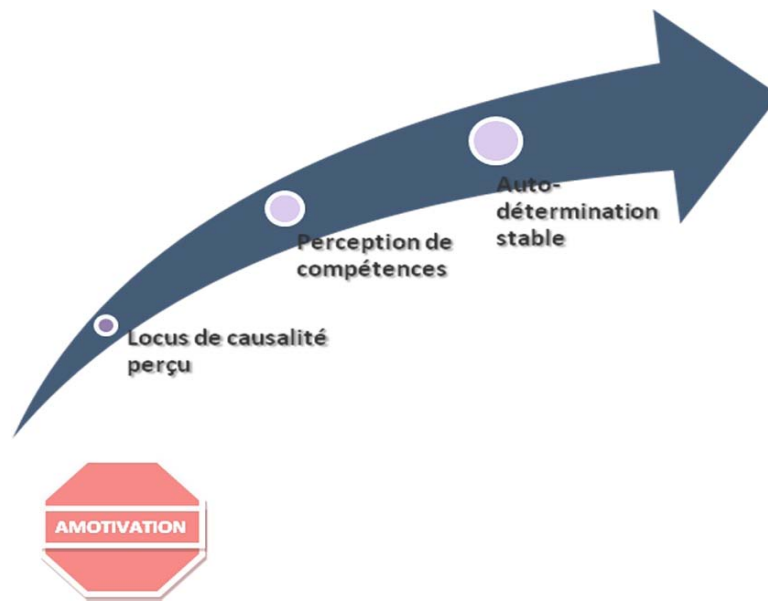 Auto-
détermination
stable
Perception de
compétences
Locus de causalité
perçu
AMOTIVATION